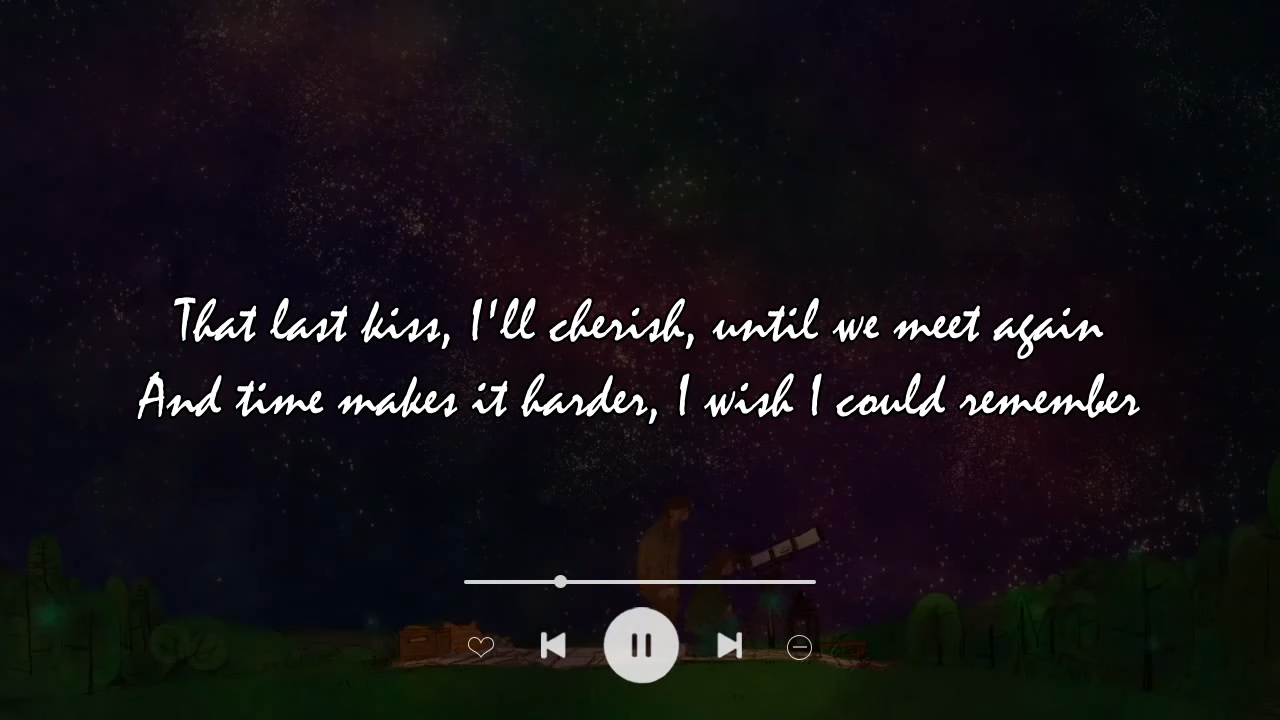 That last kiss, I'll cherish, until we meet again
And time makes it harder, I wish I could remember